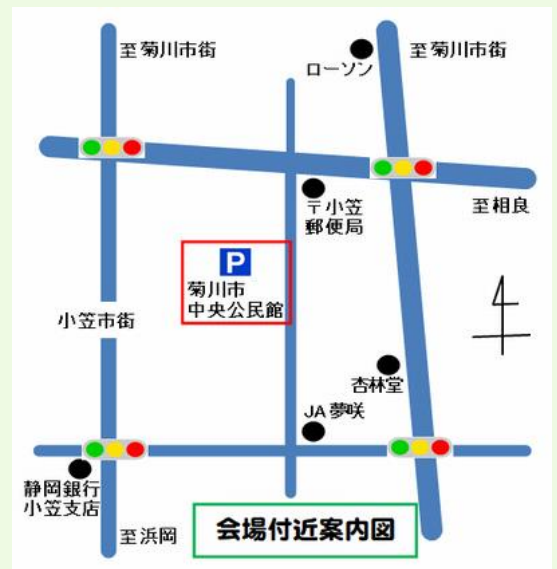 至菊川市街
ローソン
至菊川市街
〒小笠
郵便局
至相良
P
菊川市
中央公民館
小笠市街
杏林堂
JA夢咲
静岡銀行
小笠支店
至浜岡
会場付近案内図